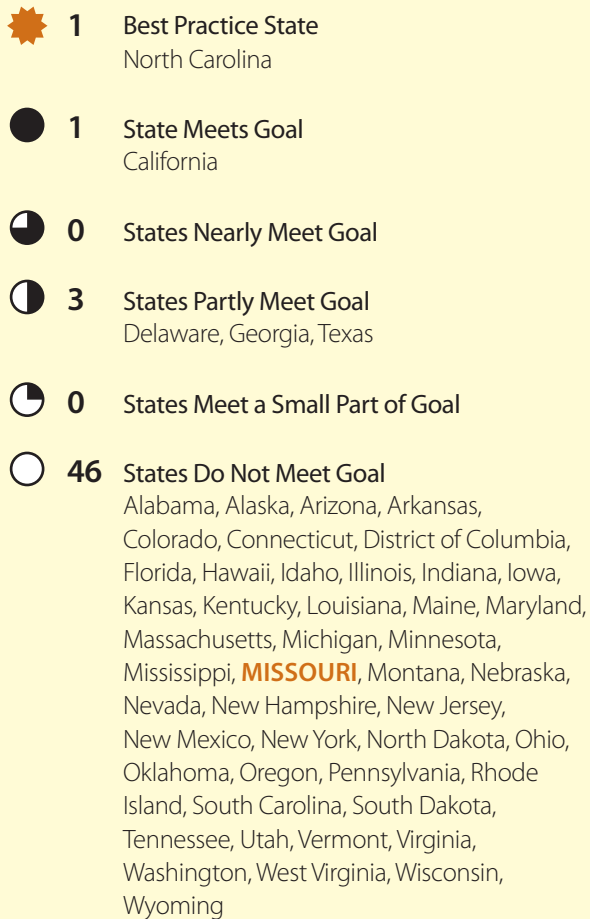 1 Best Practice State
North Carolina
1 State Meets Goal
California
0 States Nearly Meet Goal
3 States Partly Meet Goal
Delaware, Georgia, Texas
0 States Meet a Small Part of Goal
46 States Do Not Meet Goal
Alabama, Alaska, Arizona, Arkansas,
Colorado, Connecticut, District of Columbia,
Florida, Hawaii, Idaho, Illinois, Indiana, Iowa,
Kansas, Kentucky, Louisiana, Maine, Maryland,
Massachusetts, Michigan, Minnesota,
Mississippi, MISSOURI, Montana, Nebraska,
Nevada, New Hampshire, New Jersey,
New Mexico, New York, North Dakota, Ohio,
Oklahoma, Oregon, Pennsylvania, Rhode
Island, South Carolina, South Dakota,
Tennessee, Utah, Vermont, Virginia,
Washington, West Virginia, Wisconsin,
Wyoming